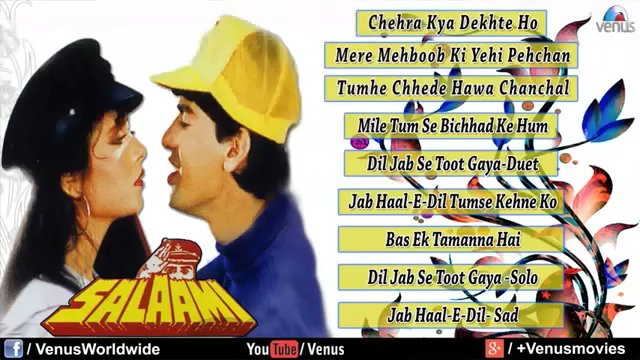 Chehra Kya Dekhte Ho
venus
Mere Mehboob Ki Yehi Pehchan
Tumhe Chhede Hawa Chanchal
Mile Tum Se Bichhad Ke Hum
Dil Jab Se Toot Gaya-Duet
Jab Haal-E-Dil Tumse Kehne Ko
Bas Ek Tamanna Hai
Dil Jab Se Toot Gaya -Solo
Jab Haal-E-Dil- Sad
SALAAMI
f /VenusWorldwide
You Tube / Venus
g+ /+Venusmovies